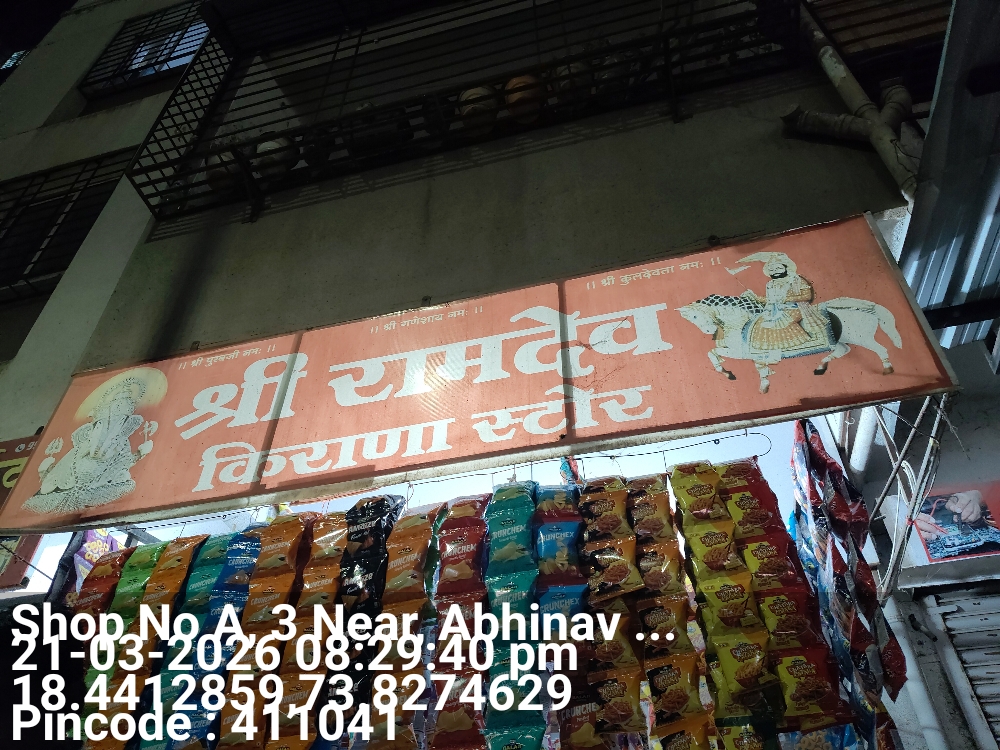 ।। श्री गणेशाय नमः ।।
।। श्री कुलदेवता नमः ।।
श्री रामदेव
किराणा स्टोर
CRUNCHEX
Shop No A, 3 Near, Abhinav ...
21-03-2026 08:29:40 pm
18.4412859,73.8274629
Pincode : 411041